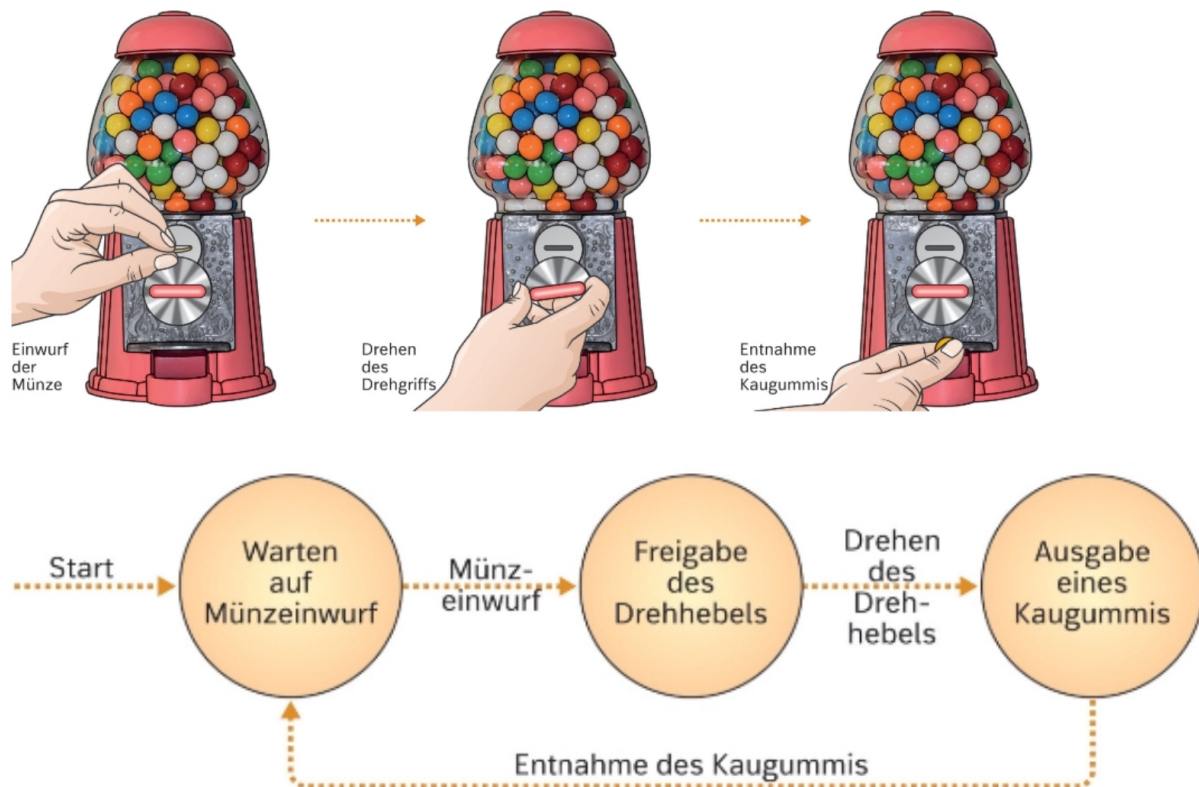 Einwurf
der
Münze
Drehen
des
Drehgriffs
Entnahme
des
Kaugummis
Start
Warten
auf
Münzeinwurf
Münz-
einwurf
Freigabe
des
Drehhebels
Drehen
des
Dreh-
hebels
Ausgabe
eines
Kaugummis
Entnahme des Kaugummis